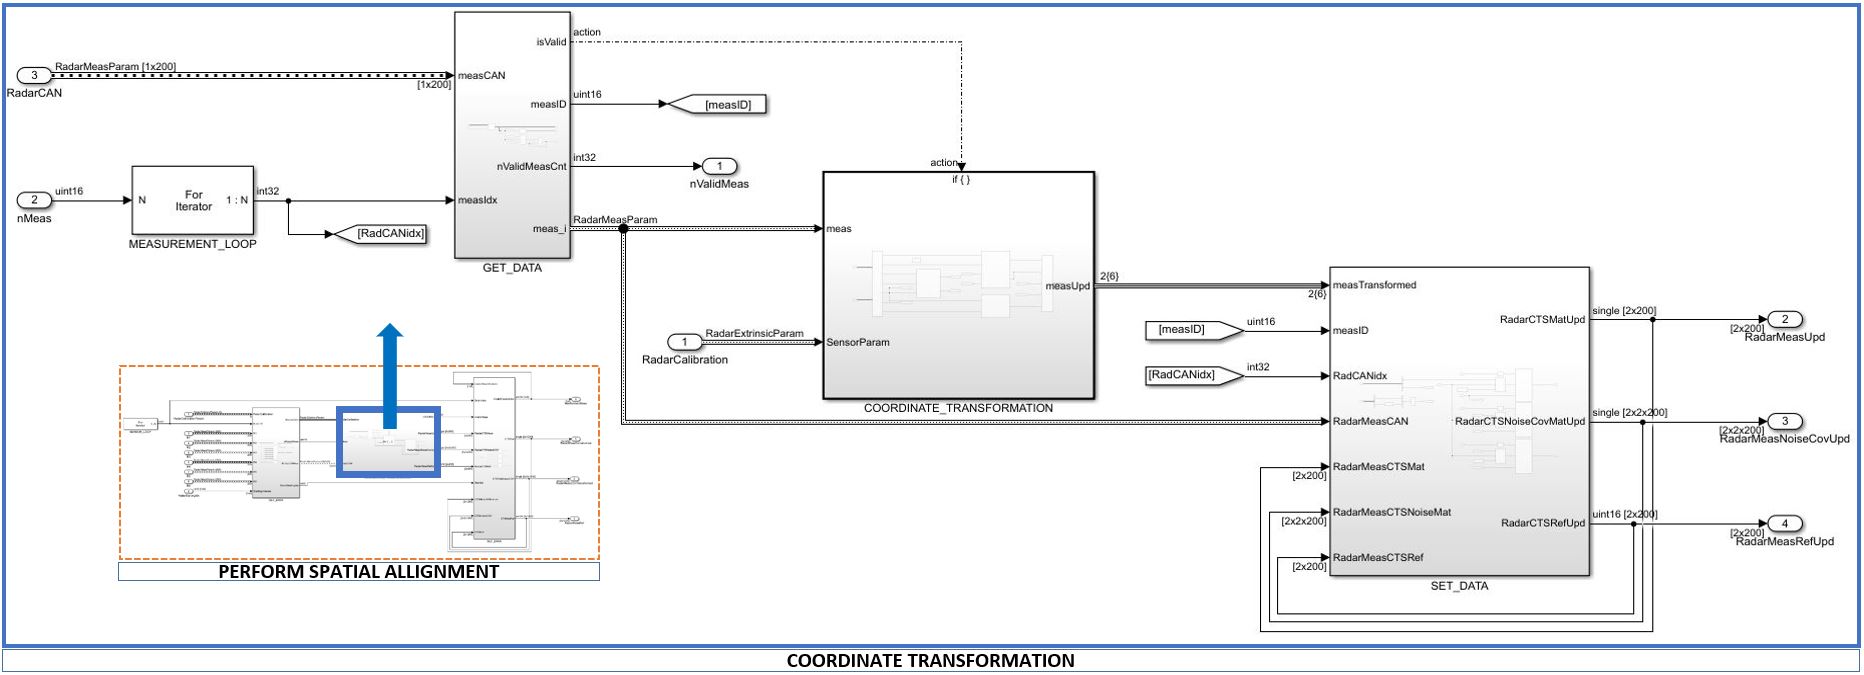 action
isValid
RadarMeasParam [1x200]
3
RadarCAN
[1x200]
measCAN
measID
uint16
[measID]
nValidMeasCnt
int32
1
nValidMeas
action
if { }
2
nMeas
uint16
N
For
Iterator
1 : N
MEASUREMENT_LOOP
int32
[RadCANidx]
measIdx
meas_i
RadarMeasParam
GET_DATA
meas
measUpd
SensorParam
COORDINATE_TRANSFORMATION
1
RadarCalibration
RadarExtrinsicParam
2{6}
2{6}
measTransformed
[measID]
uint16
measID
[RadCANidx]
int32
RadCANidx
RadarMeasCAN
RadarMeasCTSMat
[2x200]
RadarMeasCTSNoiseMat
[2x2x200]
RadarMeasCTSRef
[2x200]
RadarCTSMatUpd
single [2x200]
[2x200]
2
RadarMeasUpd
RadarCTSNoiseCovMatUpd
single [2x2x200]
[2x2x200]
3
RadarMeasNoiseCovUpd
RadarCTSRefUpd
uint16 [2x200]
[2x200]
4
RadarMeasRefUpd
SET_DATA
PERFORM SPATIAL ALLIGNMENT
COORDINATE TRANSFORMATION